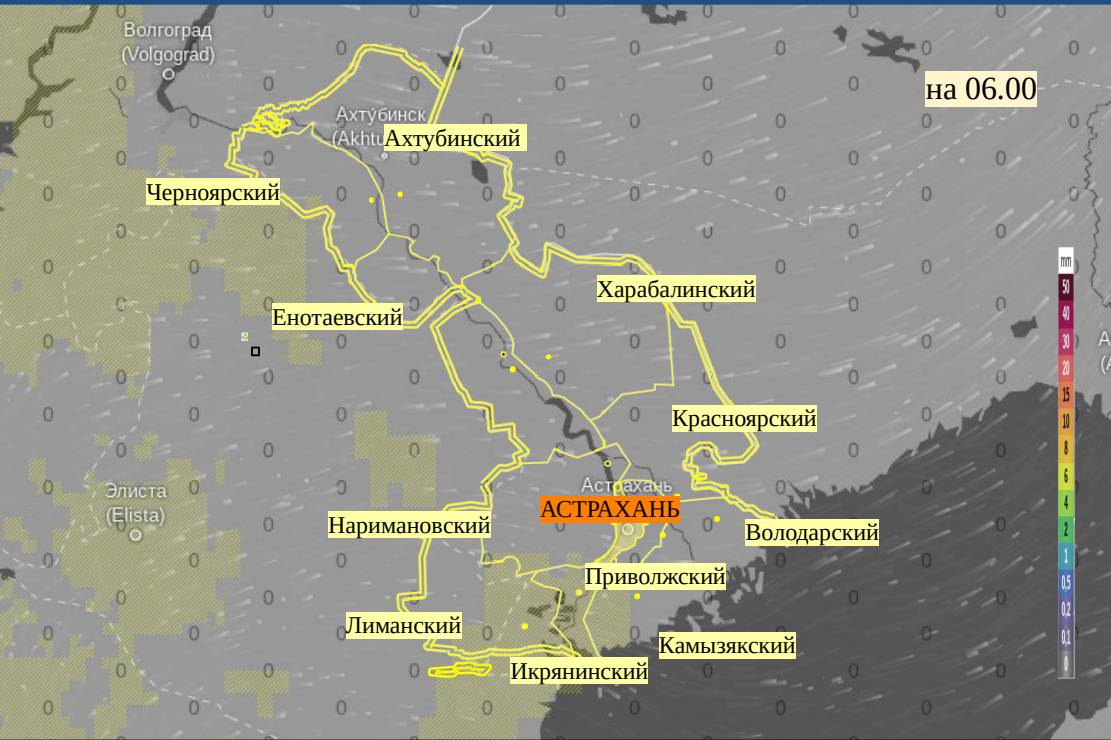 Волгоград
(Volgograd)
на 06.00
Ахтубинск
(Akhtu
Ахтубинский
Черноярский
mm
50
40
30
20
15
10
8
6
4
2
1
0,5
0,2
0,1
0
Харабалинский
Енотаевский
Красноярский
Элиста
(Elista)
Астрахань
АСТРАХАНЬ
Наримановский
Володарский
Приволжский
Лиманский
Камызякский
Икрянинский